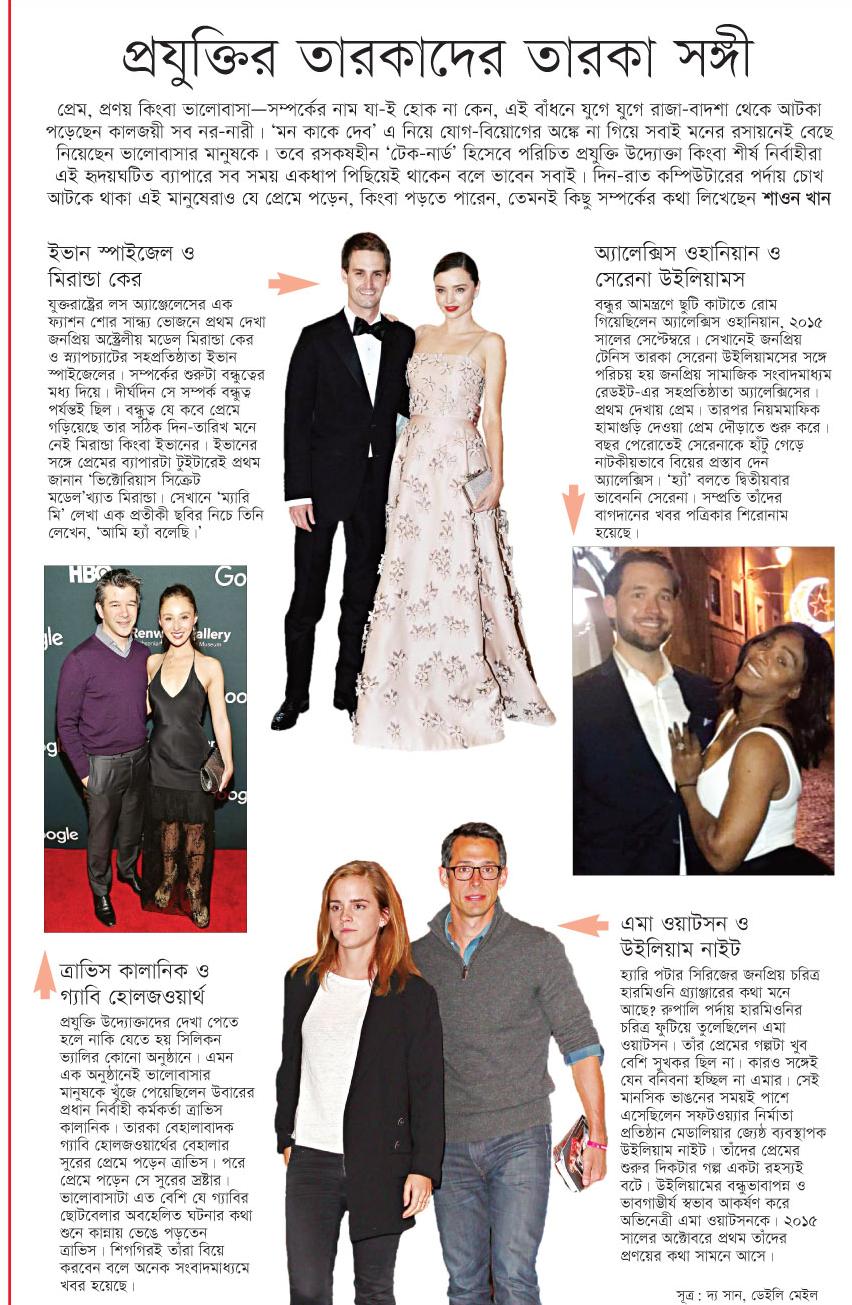 প্রযুক্তির তারকাদের তারকা সঙ্গী
প্রেম, প্রণয় কিংবা ভালোবাসা—সম্পর্কের নাম যা-ই হোক না কেন, এই বাঁধনে যুগে যুগে রাজা-বাদশা থেকে আটকা
পড়েছেন কালজয়ী সব নর-নারী। ‘মন কাকে দেব’ এ নিয়ে যোগ-বিয়োগের অঙ্কে না গিয়ে সবাই মনের রসায়নেই বেছে
নিয়েছেন ভালোবাসার মানুষকে। তবে রসকষহীন ‘টেক-নার্ড’ হিসেবে পরিচিত প্রযুক্তি উদ্যোক্তা কিংবা শীর্ষ নির্বাহীরা
এই হৃদয়ঘটিত ব্যাপারে সব সময় একধাপ পিছিয়েই থাকেন বলে ভাবেন সবাই। দিন-রাত কম্পিউটারের পর্দায় চোখ
আটকে থাকা এই মানুষেরাও যে প্রেমে পড়েন, কিংবা পড়তে পারেন, তেমনই কিছু সম্পর্কের কথা লিখেছেন শাওন খান
ইভান স্পাইজেল ও
মিরান্ডা কের
যুক্তরাষ্ট্রের লস অ্যাঞ্জেলেসের এক
ফ্যাশন শোর সান্ধ্য ভোজনে প্রথম দেখা
জনপ্রিয় অস্ট্রেলীয় মডেল মিরান্ডা কের
ও স্ন্যাপচ্যাটের সহপ্রতিষ্ঠাতা ইভান
স্পাইজেলের। সম্পর্কের শুরুটা বন্ধুত্বের
মধ্য দিয়ে। দীর্ঘদিন সে সম্পর্ক বন্ধুত্ব
পর্যন্তই ছিল। বন্ধুত্ব যে কবে প্রেমে
গড়িয়েছে তার সঠিক দিন-তারিখ মনে
নেই মিরান্ডা কিংবা ইভানের। ইভানের
সঙ্গে প্রেমের ব্যাপারটা টুইটারেই প্রথম
জানান ‘ভিক্টোরিয়াস সিক্রেট
মডেল’খ্যাত মিরান্ডা। সেখানে ‘ম্যারি
মি’ লেখা এক প্রতীকী ছবির নিচে তিনি
লেখেন, ‘আমি হ্যাঁ বলেছি।’
অ্যালেক্সিস ওহানিয়ান ও
সেরেনা উইলিয়ামস
বন্ধুর আমন্ত্রণে ছুটি কাটাতে রোম
গিয়েছিলেন অ্যালেক্সিস ওহানিয়ান, ২০১৫
সালের সেপ্টেম্বরে। সেখানেই জনপ্রিয়
টেনিস তারকা সেরেনা উইলিয়ামসের সঙ্গে
পরিচয় হয় জনপ্রিয় সামাজিক সংবাদমাধ্যম
রেডইট-এর সহপ্রতিষ্ঠাতা অ্যালেক্সিসের।
প্রথম দেখায় প্রেম। তারপর নিয়মমাফিক
হামাগুড়ি দেওয়া প্রেম দৌড়াতে শুরু করে।
বছর পেরোতেই সেরেনাকে হাঁটু গেড়ে
নাটকীয়ভাবে বিয়ের প্রস্তাব দেন
অ্যালেক্সিস। ‘হ্যাঁ’ বলতে দ্বিতীয়বার
ভাবেননি সেরেনা। সম্প্রতি তাঁদের
বাগদানের খবর পত্রিকার শিরোনাম
হয়েছে।
HBO
Go
gle
Renwick Gallery
Museum
oogle
ত্রাভিস কালানিক ও
গ্যাবি হোলজওয়ার্থ
প্রযুক্তি উদ্যোক্তাদের দেখা পেতে
হলে নাকি যেতে হয় সিলিকন
ভ্যালির কোনো অনুষ্ঠানে। এমন
এক অনুষ্ঠানেই ভালোবাসার
মানুষকে খুঁজে পেয়েছিলেন উবারের
প্রধান নির্বাহী কর্মকর্তা ত্রাভিস
কালানিক। তারকা বেহালাবাদক
গ্যাবি হোলজওয়ার্থের বেহালার
সুরের প্রেমে পড়েন ত্রাভিস। পরে
প্রেমে পড়েন সে সুরের স্রষ্টার।
ভালোবাসাটা এত বেশি যে গ্যাবির
ছোটবেলার অবহেলিত ঘটনার কথা
শুনে কান্নায় ভেঙে পড়তেন
ত্রাভিস। শিগগিরই তাঁরা বিয়ে
করবেন বলে অনেক সংবাদমাধ্যমে
খবর হয়েছে।
এমা ওয়াটসন ও
উইলিয়াম নাইট
হ্যারি পটার সিরিজের জনপ্রিয় চরিত্র
হারমিওনি গ্র্যাঞ্জারের কথা মনে
আছে? রুপালি পর্দায় হারমিওনির
চরিত্র ফুটিয়ে তুলেছিলেন এমা
ওয়াটসন। তাঁর প্রেমের গল্পটা খুব
বেশি সুখকর ছিল না। কারও সঙ্গেই
যেন বনিবনা হচ্ছিল না এমার। সেই
মানসিক ভাঙনের সময়ই পাশে
এসেছিলেন সফটওয়্যার নির্মাতা
প্রতিষ্ঠান মেডালিয়ার জ্যেষ্ঠ ব্যবস্থাপক
উইলিয়াম নাইট। তাঁদের প্রেমের
শুরুর দিকটার গল্প একটা রহস্যই
বটে। উইলিয়ামের বন্ধুভাবাপন্ন ও
ভাবগাম্ভীর্য স্বভাব আকর্ষণ করে
অভিনেত্রী এমা ওয়াটসনকে। ২০১৫
সালের অক্টোবরে প্রথম তাঁদের
প্রণয়ের কথা সামনে আসে।
সূত্র: দ্য সান, ডেইলি মেইল